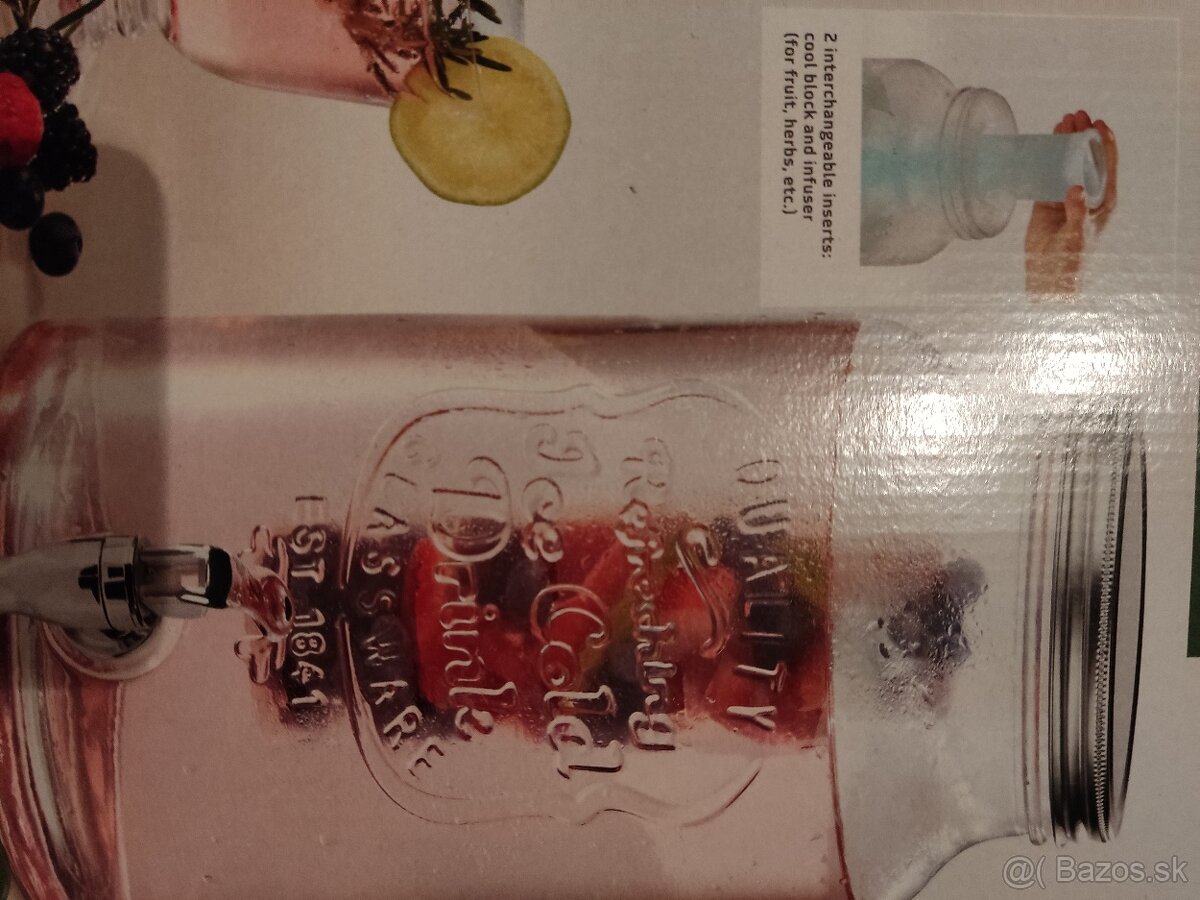 2 interchangeable inserts:
cool block and infuser
(for fruit, herbs, etc.)
QUALITY
Refreshing
Ice Cold
Drink
GLASSWARE
EST 1841
@( Bazos.sk